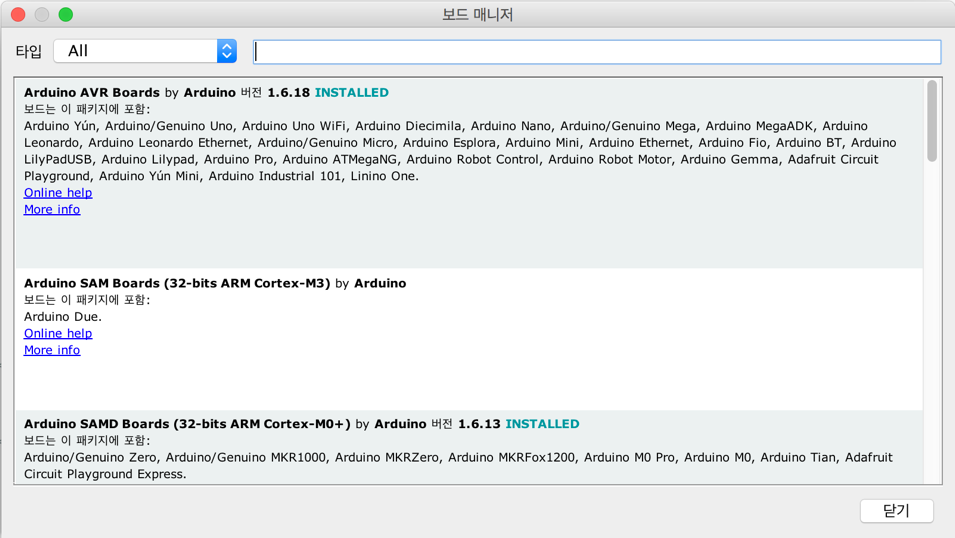 보드 매니저
타입 All
Arduino AVR Boards by Arduino 버전 1.6.18 INSTALLED
보드는 이 패키지에 포함:
Arduino Yún, Arduino/Genuino Uno, Arduino Uno WiFi, Arduino Diecimila, Arduino Nano, Arduino/Genuino Mega, Arduino MegaADK, Arduino
Leonardo, Arduino Leonardo Ethernet, Arduino/Genuino Micro, Arduino Esplora, Arduino Mini, Arduino Ethernet, Arduino Fio, Arduino BT, Arduino
LilyPadUSB, Arduino Lilypad, Arduino Pro, Arduino ATMegaNG, Arduino Robot Control, Arduino Robot Motor, Arduino Gemma, Adafruit Circuit
Playground, Arduino Yún Mini, Arduino Industrial 101, Linino One.
Online help
More info
Arduino SAM Boards (32-bits ARM Cortex-M3) by Arduino
보드는 이 패키지에 포함:
Arduino Due.
Online help
More info
Arduino SAMD Boards (32-bits ARM Cortex-M0+) by Arduino 버전 1.6.13 INSTALLED
보드는 이 패키지에 포함:
Arduino/Genuino Zero, Arduino/Genuino MKR1000, Arduino MKRZero, Arduino MKRFox1200, Arduino M0 Pro, Arduino M0, Arduino Tian, Adafruit
Circuit Playground Express.
닫기